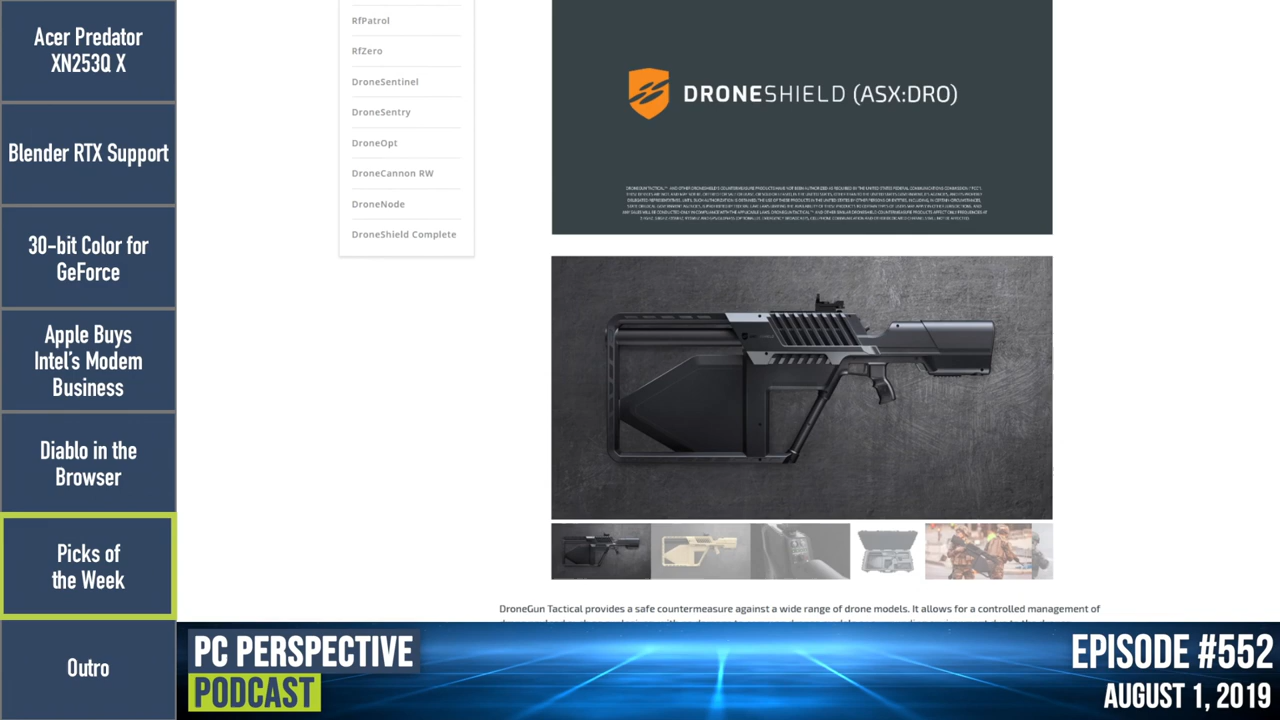 Acer Predator
XN253Q X
Blender RTX Support
30-bit Color for
GeForce
Apple Buys
Intel's Modem
Business
Diablo in the
Browser
Picks of
the Week
Outro
RfPatrol
RfZero
DroneSentinel
DroneSentry
DroneOpt
DroneCannon RW
DroneNode
DroneShield Complete
DRONESHIELD (ASX:DRO)
DroneGun Tactical provides a safe countermeasure against a wide range of drone models. It allows for a controlled management of
PC PERSPECTIVE
PODCAST
EPISODE #552
AUGUST 1, 2019